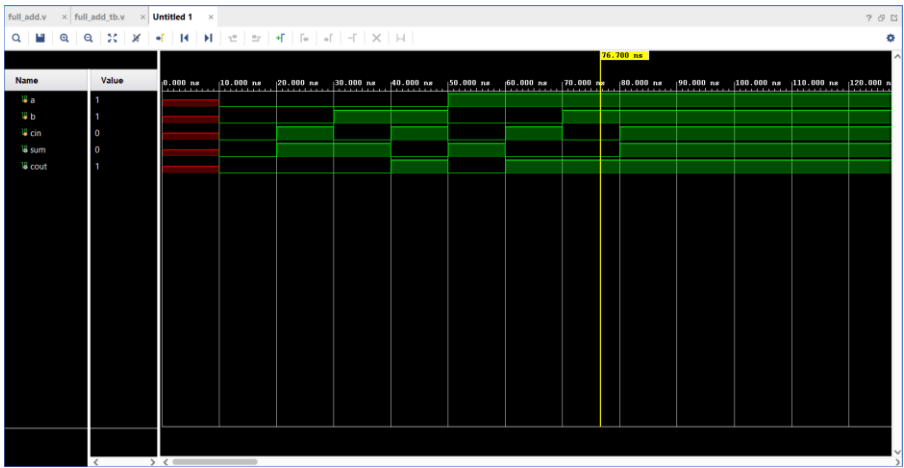 full_add.v × full_add_tb.v × Untitled 1 ×
? 
76.700 ns
Name Value 0.000 ns 10.000 ns 20.000 ns 30.000 ns 40.000 ns 50.000 ns 60.000 ns 70.000 ns 80.000 ns 90.000 ns 100.000 ns 110.000 ns 120.000 n
a 1
b 1
cin 0
sum 0
cout 1